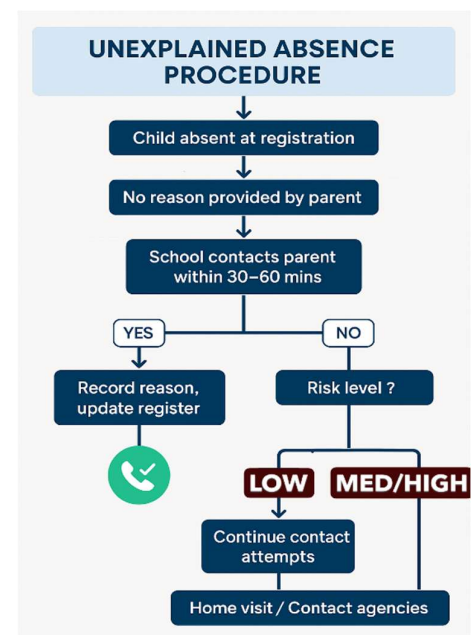 UNEXPLAINED ABSENCE
PROCEDURE
Child absent at registration
No reason provided by parent
School contacts parent
within 30–60 mins
YES
NO
Record reason,
update register
Risk level ?
LOW
MED/HIGH
Continue contact
attempts
Home visit / Contact agencies